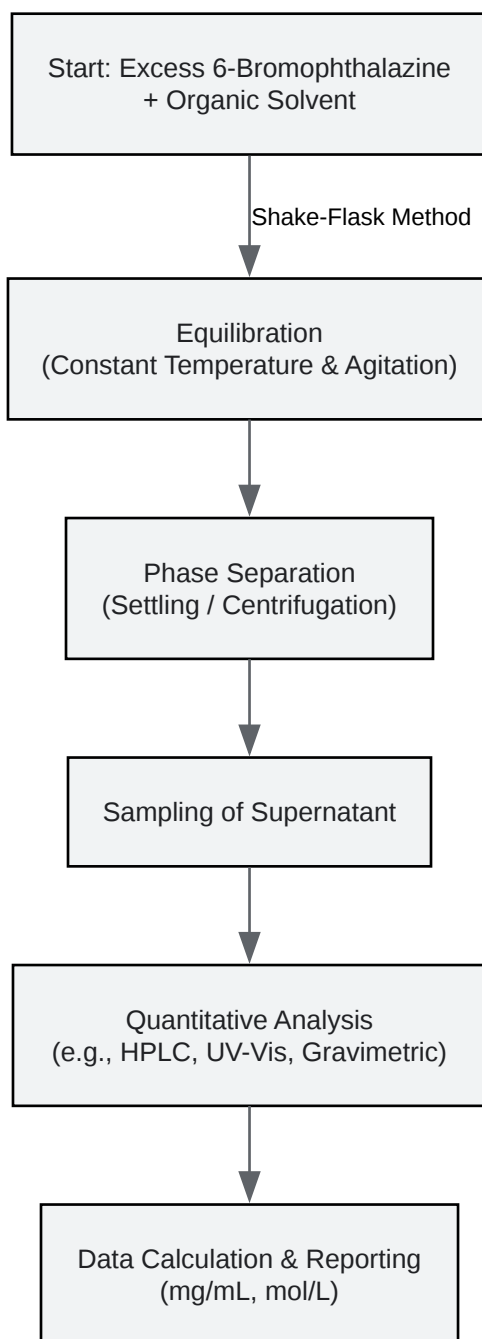 Start: Excess 6-Bromophthalazine
+ Organic Solvent
Shake-Flask Method
Equilibration
(Constant Temperature & Agitation)
Phase Separation
(Settling / Centrifugation)
Sampling of Supernatant
Quantitative Analysis
(e.g., HPLC, UV-Vis, Gravimetric)
Data Calculation & Reporting
(mg/mL, mol/L)